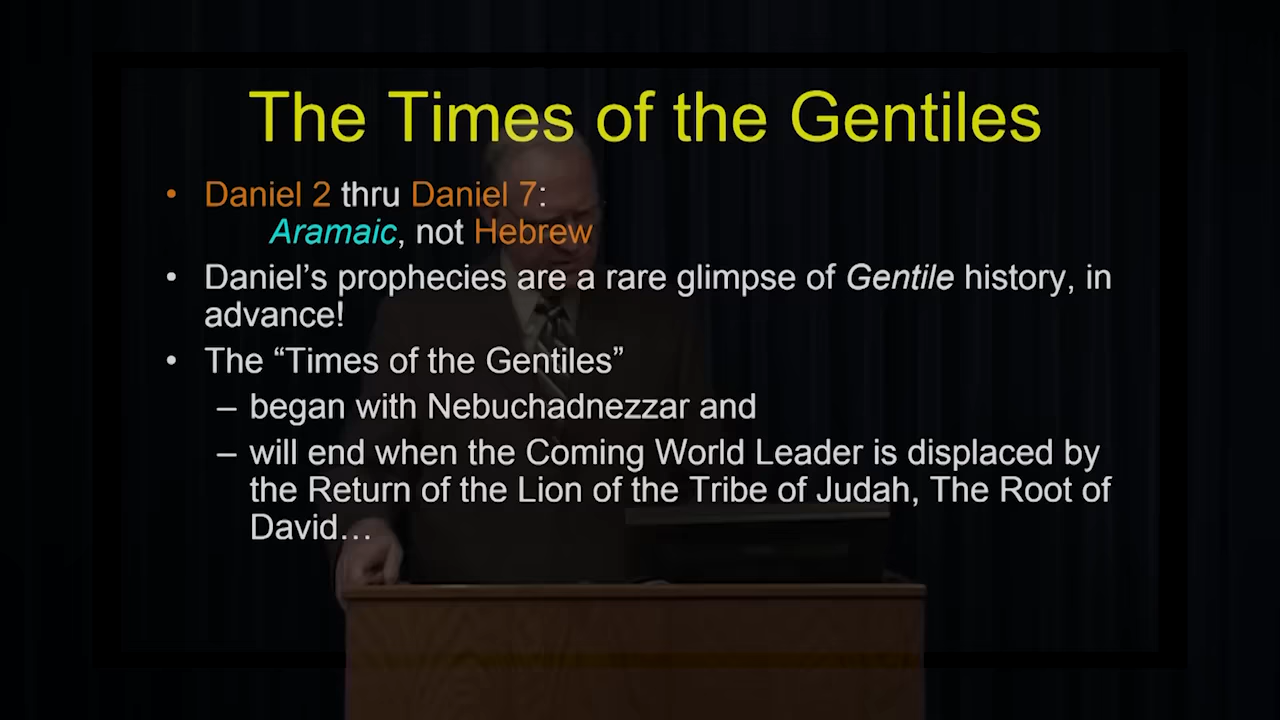 The Times of the Gentiles
• Daniel 2 thru Daniel 7:
Aramaic, not Hebrew
• Daniel’s prophecies are a rare glimpse of Gentile history, in
advance!
• The “Times of the Gentiles”
– began with Nebuchadnezzar and
– will end when the Coming World Leader is displaced by
the Return of the Lion of the Tribe of Judah, The Root of
David…